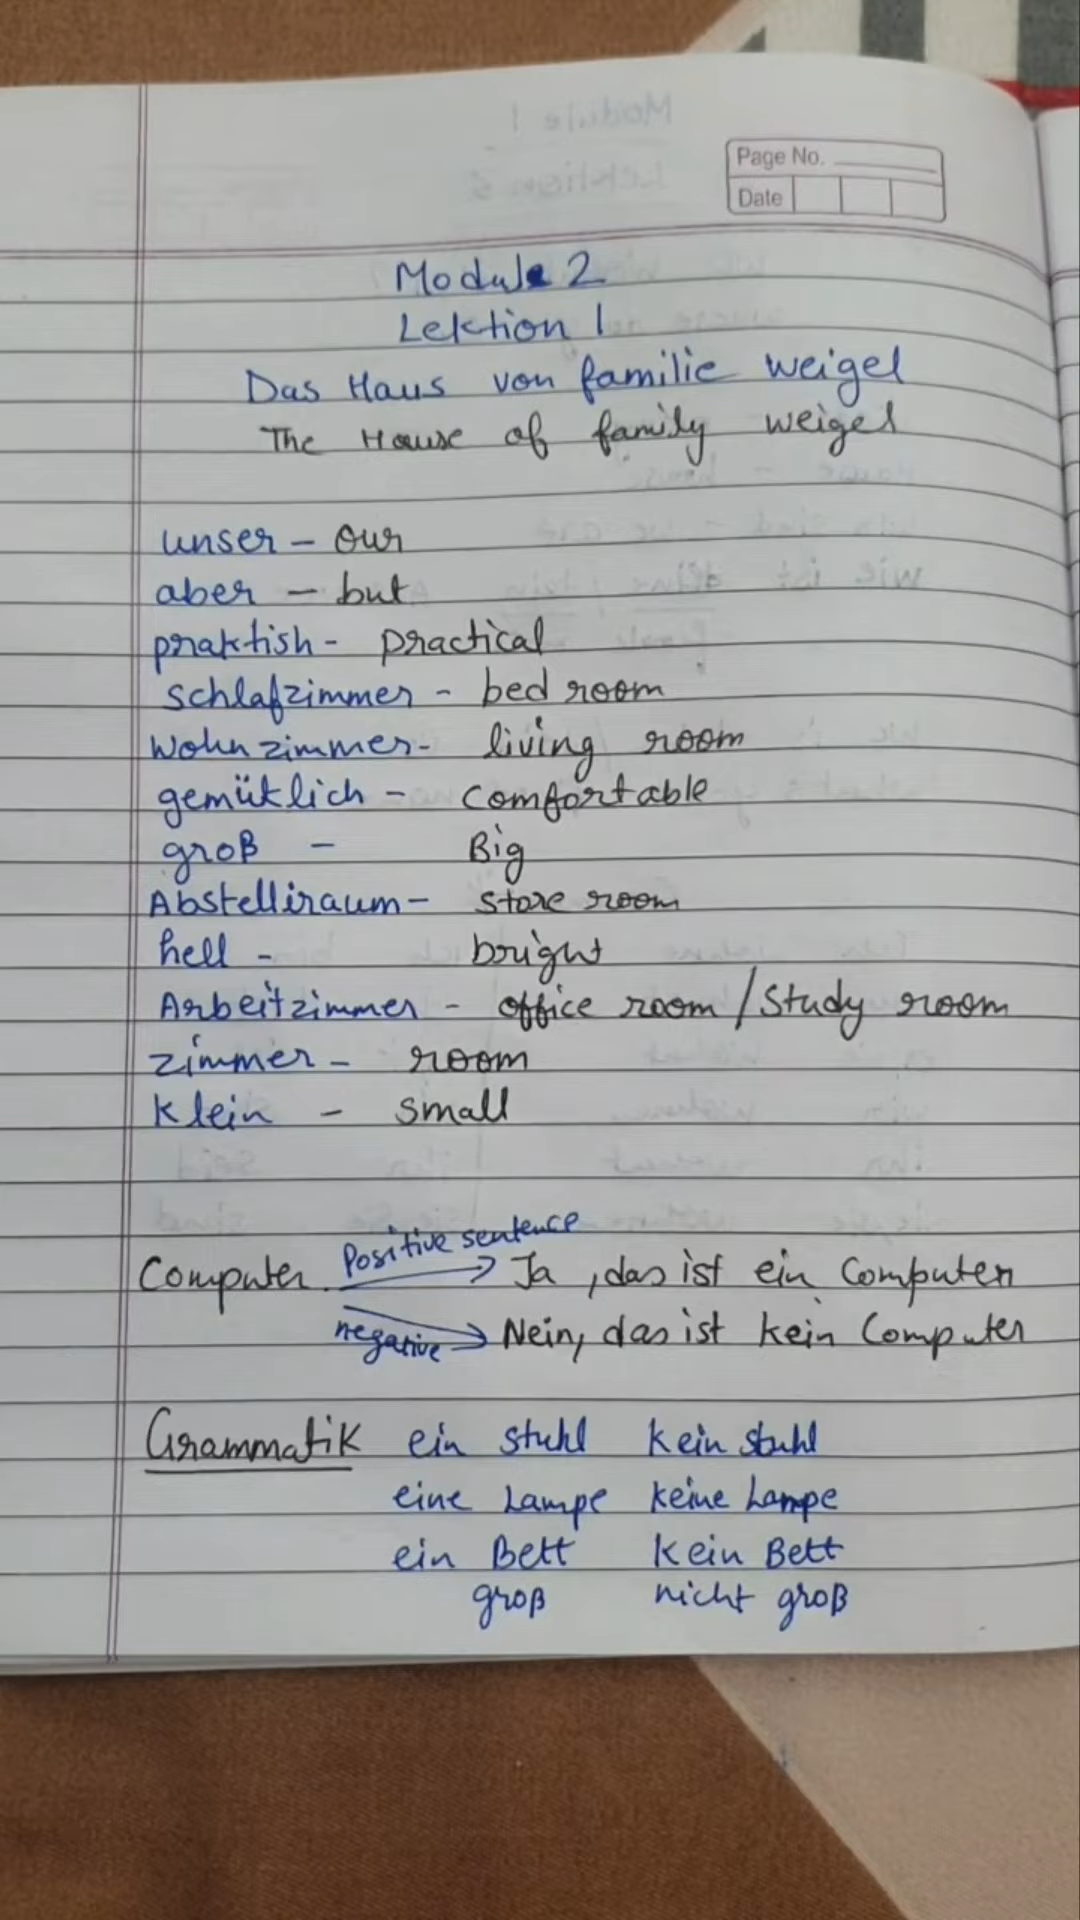 Page No.
Date
Module 2
Lektion 1
Das Haus von familie weigel
The House of family weigel
unser - our
aber - but
praktish - practical
schlafzimmer - bed room
wohnzimmer - living room
gemüklich - comfortable
groß - Big
Abstelliraum - store room
hell - bright
Arbeitzimmer - office room / Study room
zimmer - room
klein - small
Positive sentence
Computer → Ja, das ist ein Computer
negative → Nein, das ist kein Computer
Grammatik ein stuhl kein stuhl
eine Lampe keine Lampe
ein Bett kein Bett
groß nicht groß